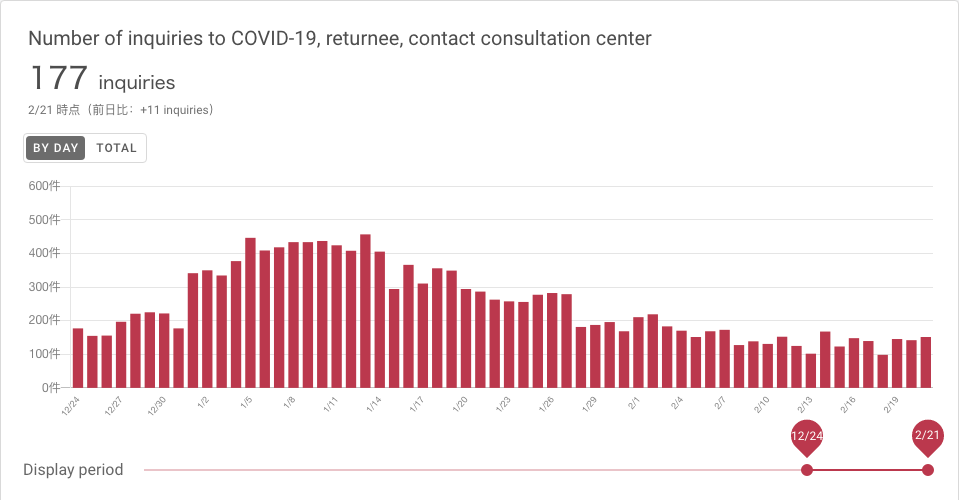 Number of inquiries to COVID-19, returnee, contact consultation center
177 inquiries
2/21 時点（前日比：+11 inquiries）
BY DAY TOTAL
600件
500件
400件
300件
200件
100件
0件
12/24 12/27 12/30 1/2 1/5 1/8 1/11 1/14 1/17 1/20 1/23 1/26 1/29 2/1 2/4 2/7 2/10 2/13 2/16 2/19
12/24 2/21
Display period